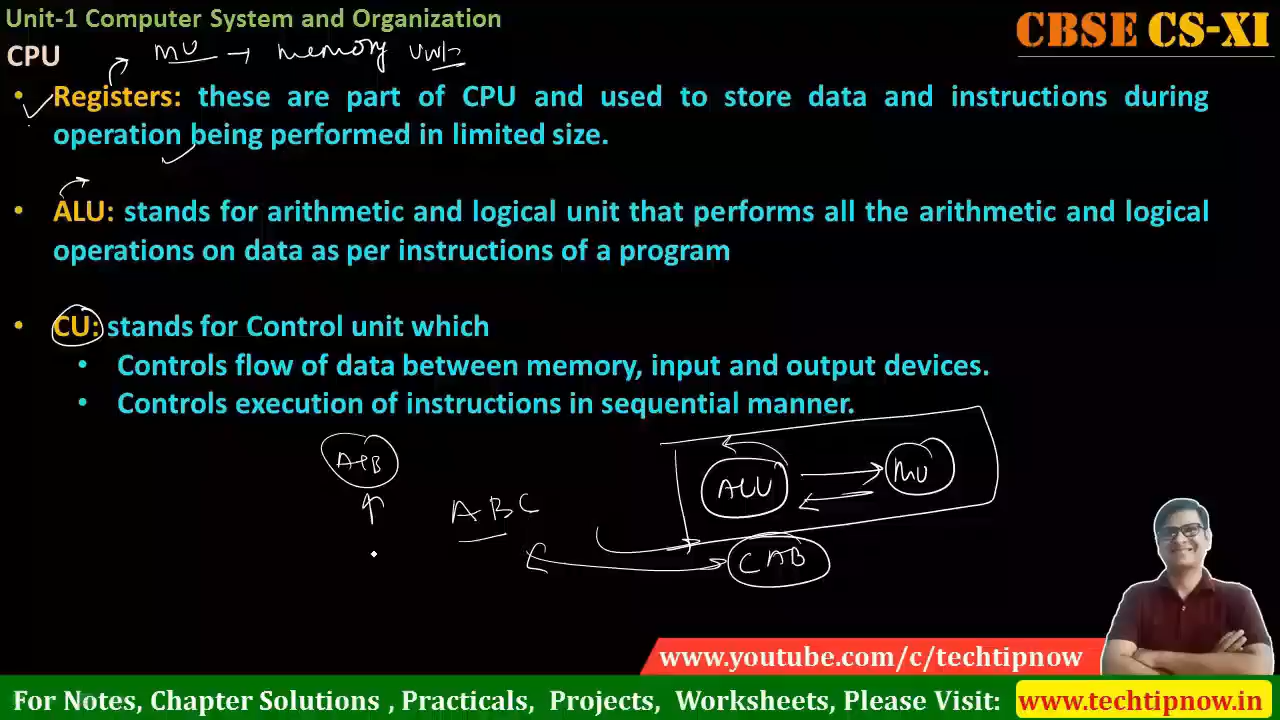 Unit-1 Computer System and Organization
CBSE CS-XI
CPU
MU → memory unit
• Registers: these are part of CPU and used to store data and instructions during
operation being performed in limited size.
• ALU: stands for arithmetic and logical unit that performs all the arithmetic and logical
operations on data as per instructions of a program
• CU: stands for Control unit which
• Controls flow of data between memory, input and output devices.
• Controls execution of instructions in sequential manner.
A+B
ALU
MU
ABC
CAB
www.youtube.com/c/techtipnow
For Notes, Chapter Solutions , Practicals, Projects, Worksheets, Please Visit: www.techtipnow.in